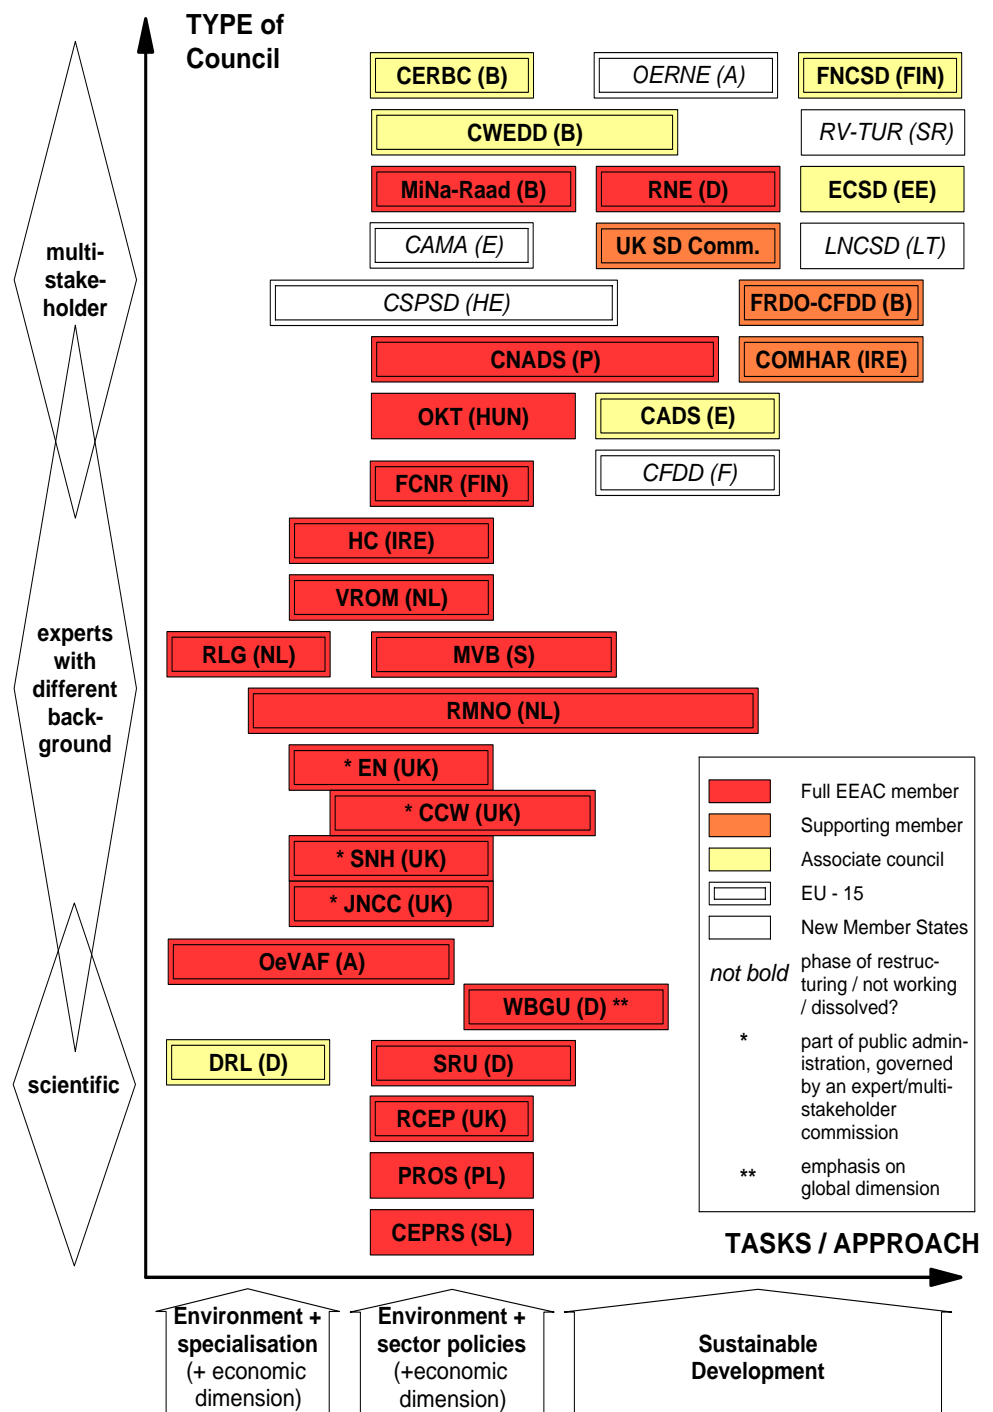 TYPE of
Council
CERBC (B)
OERNE (A)
FNCSD (FIN)
CWEDD (B)
RV-TUR (SR)
MiNa-Raad (B)
RNE (D)
ECSD (EE)
multi-
stake-
holder
CAMA (E)
UK SD Comm.
LNCSD (LT)
CSPSD (HE)
FRDO-CFDD (B)
CNADS (P)
COMHAR (IRE)
OKT (HUN)
CADS (E)
FCNR (FIN)
CFDD (F)
HC (IRE)
VROM (NL)
experts
with
different
back-
ground
RLG (NL)
MVB (S)
RMNO (NL)
* EN (UK)
* CCW (UK)
* SNH (UK)
* JNCC (UK)
OeVAF (A)
WBGU (D) **
scientific
DRL (D)
SRU (D)
RCEP (UK)
PROS (PL)
CEPRS (SL)
Full EEAC member
Supporting member
Associate council
EU - 15
New Member States
not bold
phase of restruc-
turing / not working
/ dissolved?
*
part of public admin-
istration, governed
by an expert/multi-
stakeholder
commission
**
emphasis on
global dimension
TASKS / APPROACH
Environment +
specialisation
(+ economic
dimension)
Environment +
sector policies
(+economic
dimension)
Sustainable
Development